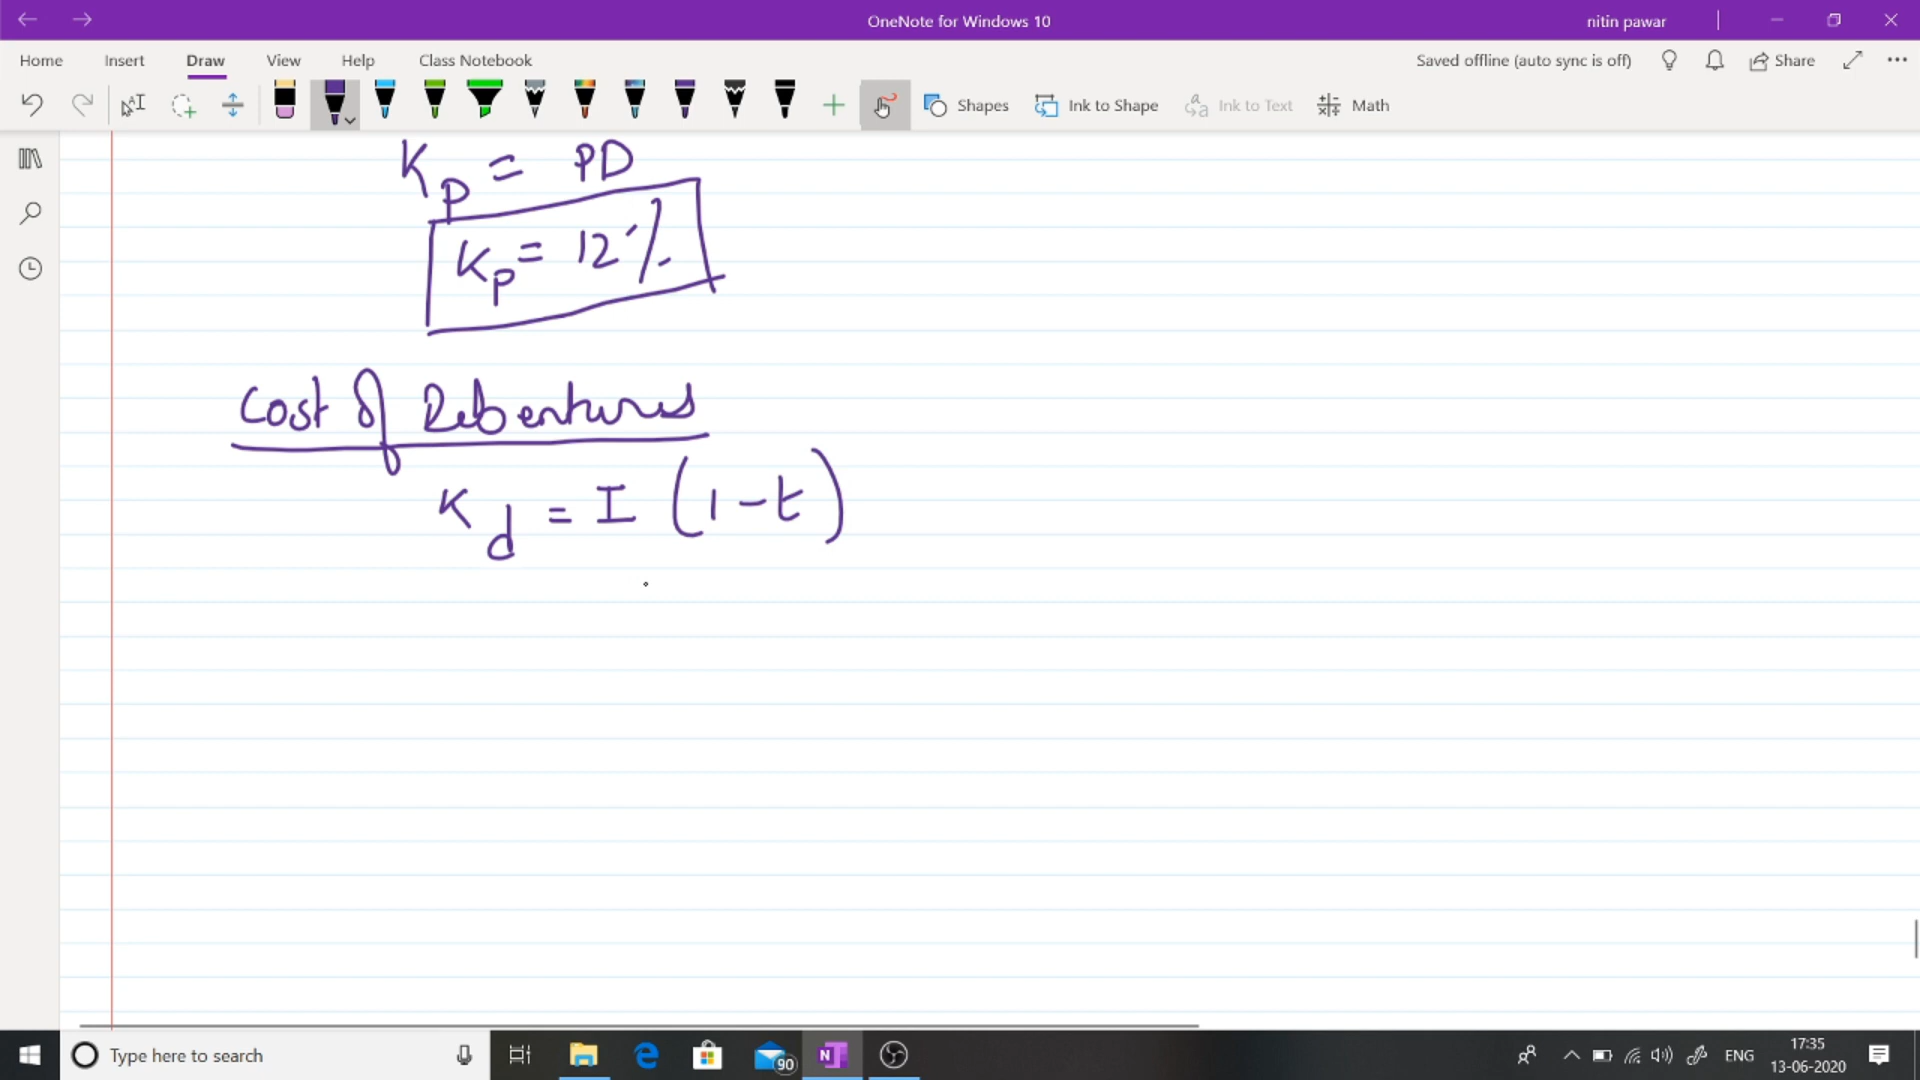 OneNote for Windows 10
nitin pawar
Home Insert Draw View Help Class Notebook
Saved offline (auto sync is off) Share
Shapes Ink to Shape Ink to Text Math
Kp = PD
Kp = 12%
Cost of Debentures
Kd = I (1-t)
Type here to search
90
ENG
17:35
13-06-2020